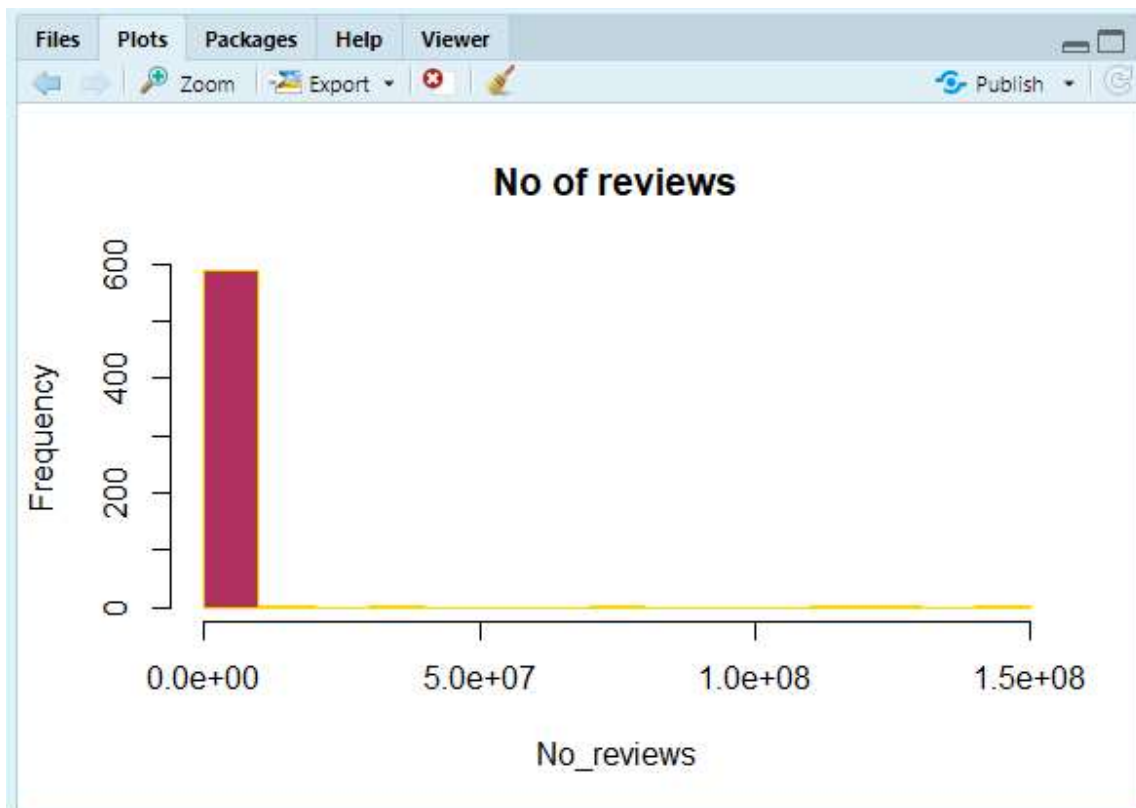 Files Plots Packages Help Viewer
Zoom Export Publish
No of reviews
Frequency
600
400
200
0
0.0e+00 5.0e+07 1.0e+08 1.5e+08
No_reviews